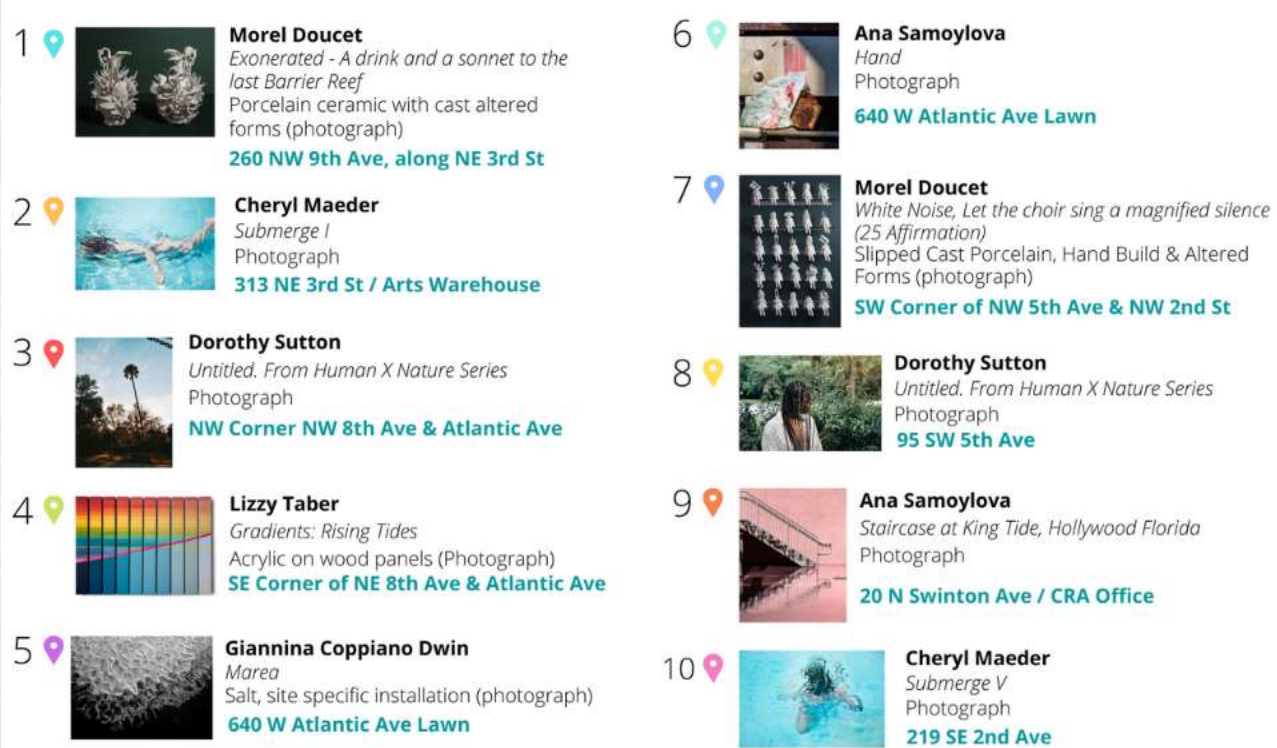 1
Morel Doucet
Exonerated - A drink and a sonnet to the
last Barrier Reef
Porcelain ceramic with cast altered
forms (photograph)
260 NW 9th Ave, along NE 3rd St
2
Cheryl Maeder
Submerge I
Photograph
313 NE 3rd St / Arts Warehouse
3
Dorothy Sutton
Untitled. From Human X Nature Series
Photograph
NW Corner NW 8th Ave & Atlantic Ave
4
Lizzy Taber
Gradients: Rising Tides
Acrylic on wood panels (Photograph)
SE Corner of NE 8th Ave & Atlantic Ave
5
Giannina Coppiano Dwin
Marea
Salt, site specific installation (photograph)
640 W Atlantic Ave Lawn
6
Ana Samoylova
Hand
Photograph
640 W Atlantic Ave Lawn
7
Morel Doucet
White Noise, Let the choir sing a magnified silence
(25 Affirmation)
Slipped Cast Porcelain, Hand Build & Altered
Forms (photograph)
SW Corner of NW 5th Ave & NW 2nd St
8
Dorothy Sutton
Untitled. From Human X Nature Series
Photograph
95 SW 5th Ave
9
Ana Samoylova
Staircase at King Tide, Hollywood Florida
Photograph
20 N Swinton Ave / CRA Office
10
Cheryl Maeder
Submerge V
Photograph
219 SE 2nd Ave